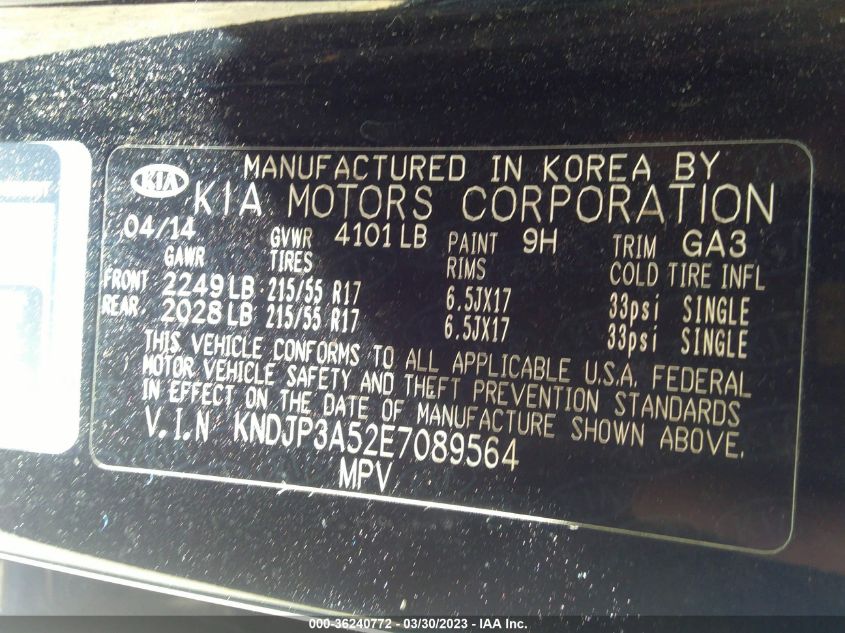 MANUFACTURED IN KOREA BY
KIA KIA MOTORS CORPORATION
04/14 GVWR 4101 LB PAINT 9H TRIM GA3
GAWR TIRES RIMS COLD TIRE INFL
FRONT 2249 LB 215/55 R17 6.5JX17 33psi SINGLE
REAR 2028 LB 215/55 R17 6.5JX17 33psi SINGLE
THIS VEHICLE CONFORMS TO ALL APPLICABLE U.S.A. FEDERAL
MOTOR VEHICLE SAFETY AND THEFT PREVENTION STANDARDS
IN EFFECT ON THE DATE OF MANUFACTURE SHOWN ABOVE.
V.I.N KNDJP3A52E7089564
MPV
000-36240772 - 03/30/2023 - IAA Inc.